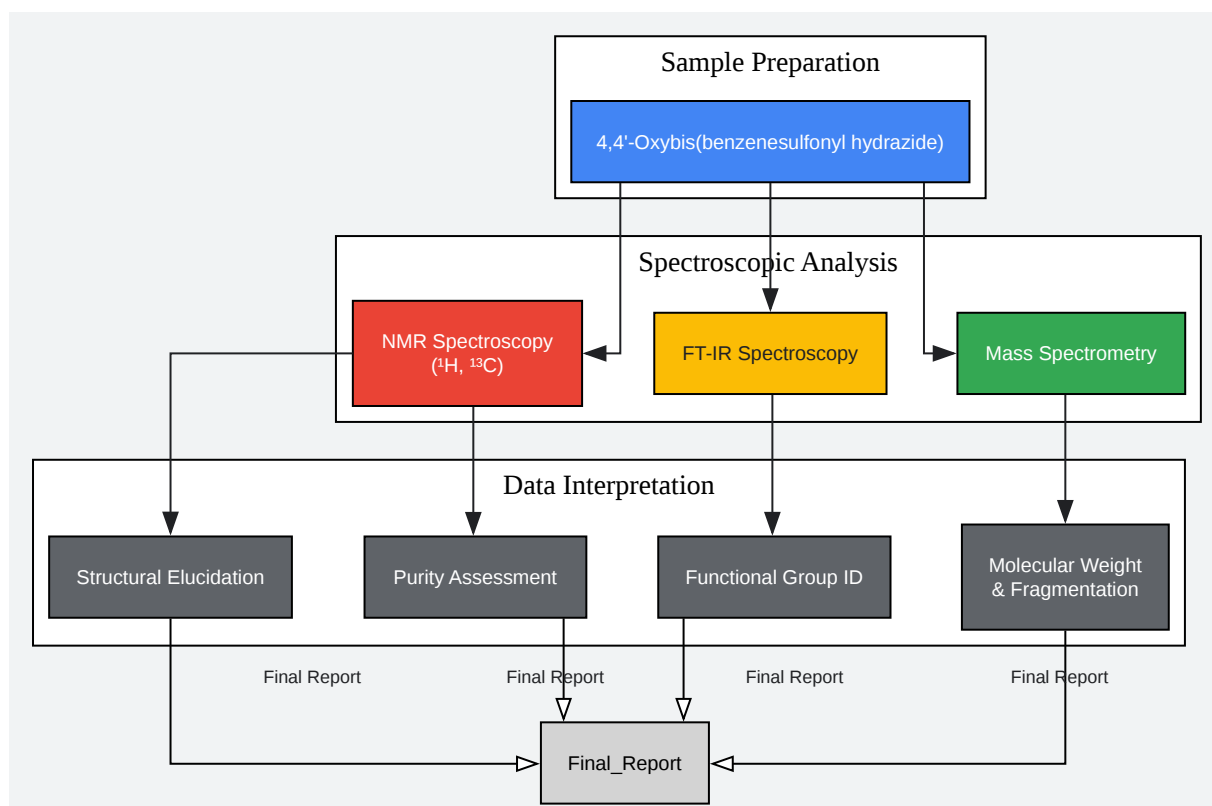 Sample Preparation
4,4'-Oxybis(benzenesulfonyl hydrazide)
Spectroscopic Analysis
NMR Spectroscopy
(¹H, ¹³C)
FT-IR Spectroscopy
Mass Spectrometry
Data Interpretation
Structural Elucidation
Purity Assessment
Functional Group ID
Molecular Weight
& Fragmentation
Final Report
Final Report
Final Report
Final Report
Final_Report